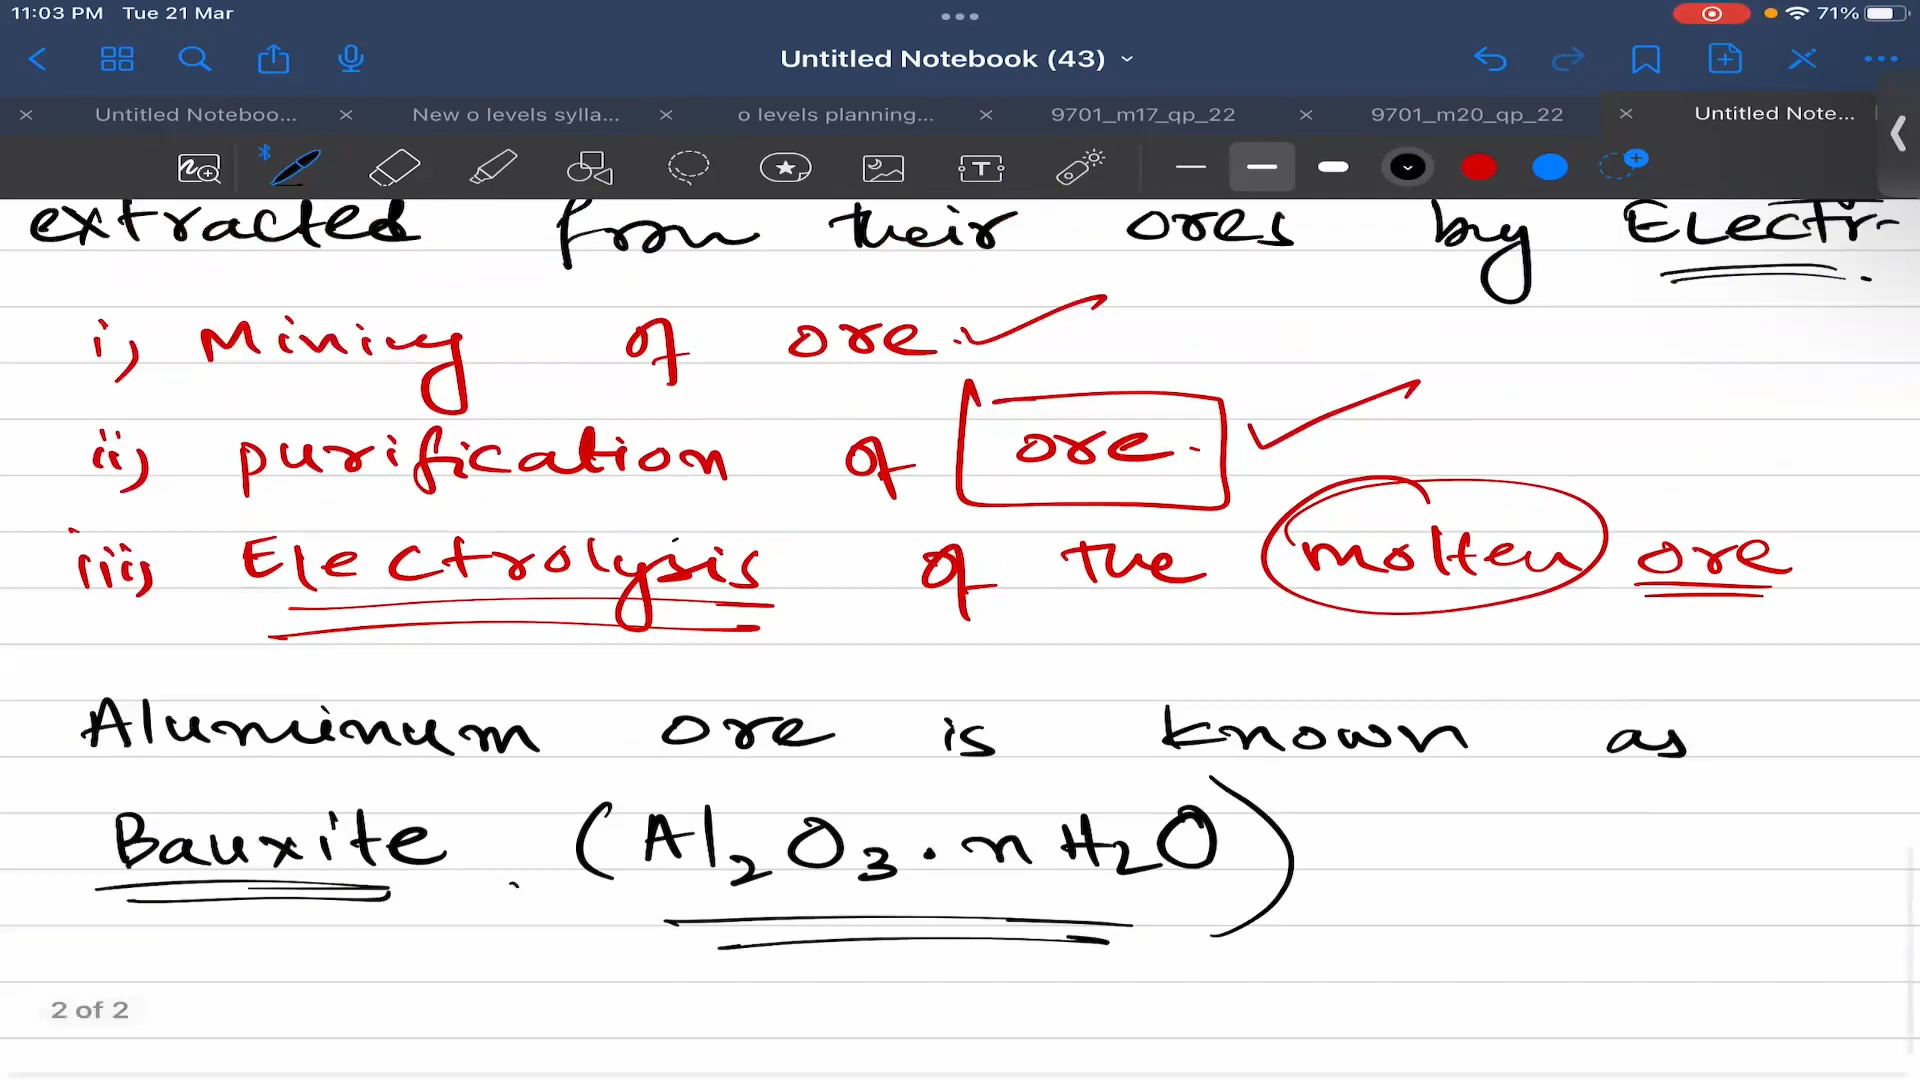 11:03 PM Tue 21 Mar
71%
Untitled Notebook (43)
Untitled Noteboo...
New o levels sylla...
o levels planning...
9701_m17_qp_22
9701_m20_qp_22
Untitled Note...
extracted from their ores by Electr.
i) Mining of ore.
ii) purification of ore.
iii) Electrolysis of the molten ore
Aluminum ore is known as
Bauxite. (Al₂O₃.nH₂O)
2 of 2